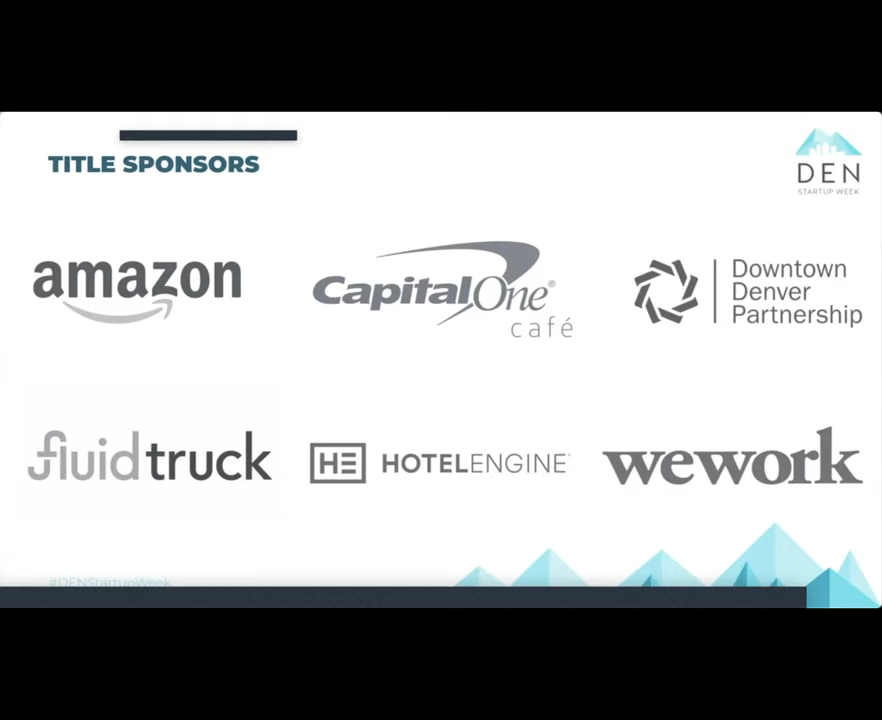 TITLE SPONSORS
DEN
STARTUP WEEK
amazon
CapitalOne®
café
Downtown
Denver
Partnership
fluidtruck
HE HOTELENGINE
wework
#DENStartupWeek